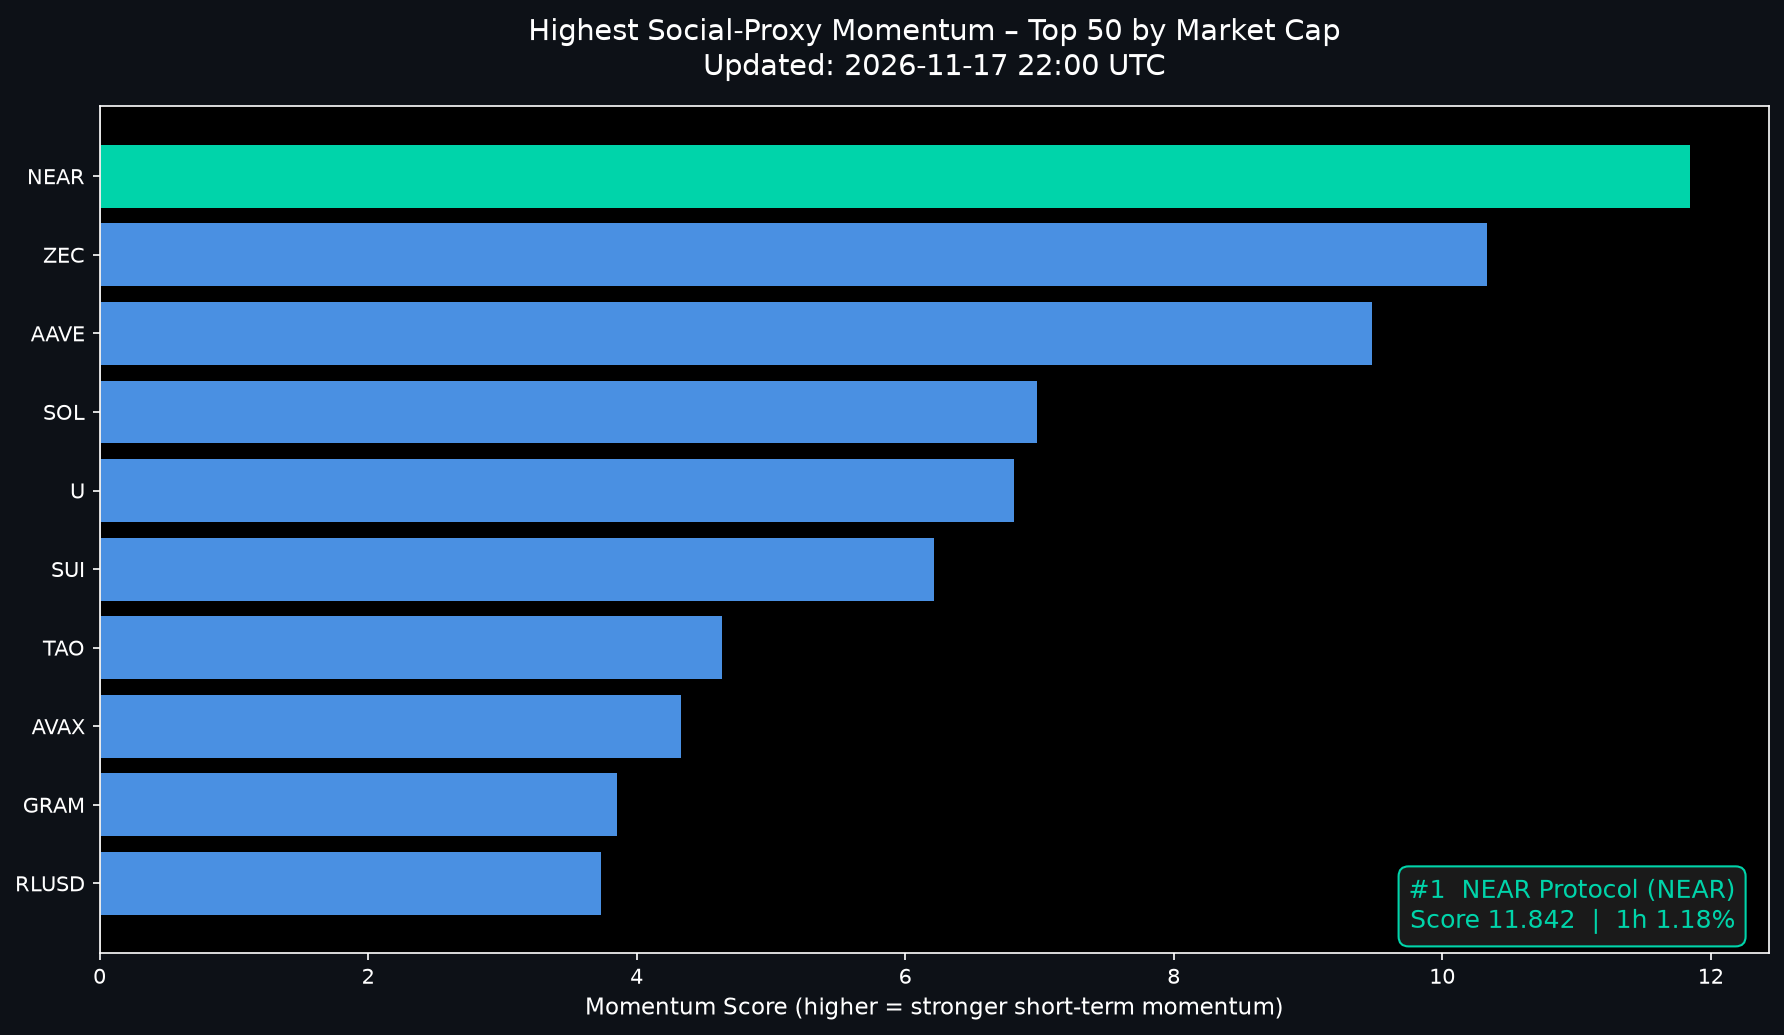 Highest Social-Proxy Momentum – Top 50 by Market Cap
Updated: 2026-11-17 22:00 UTC
NEAR
ZEC
AAVE
SOL
U
SUI
TAO
AVAX
GRAM
RLUSD
#1  NEAR Protocol (NEAR)
Score 11.842  |  1h 1.18%
0 2 4 6 8 10 12
Momentum Score (higher = stronger short-term momentum)